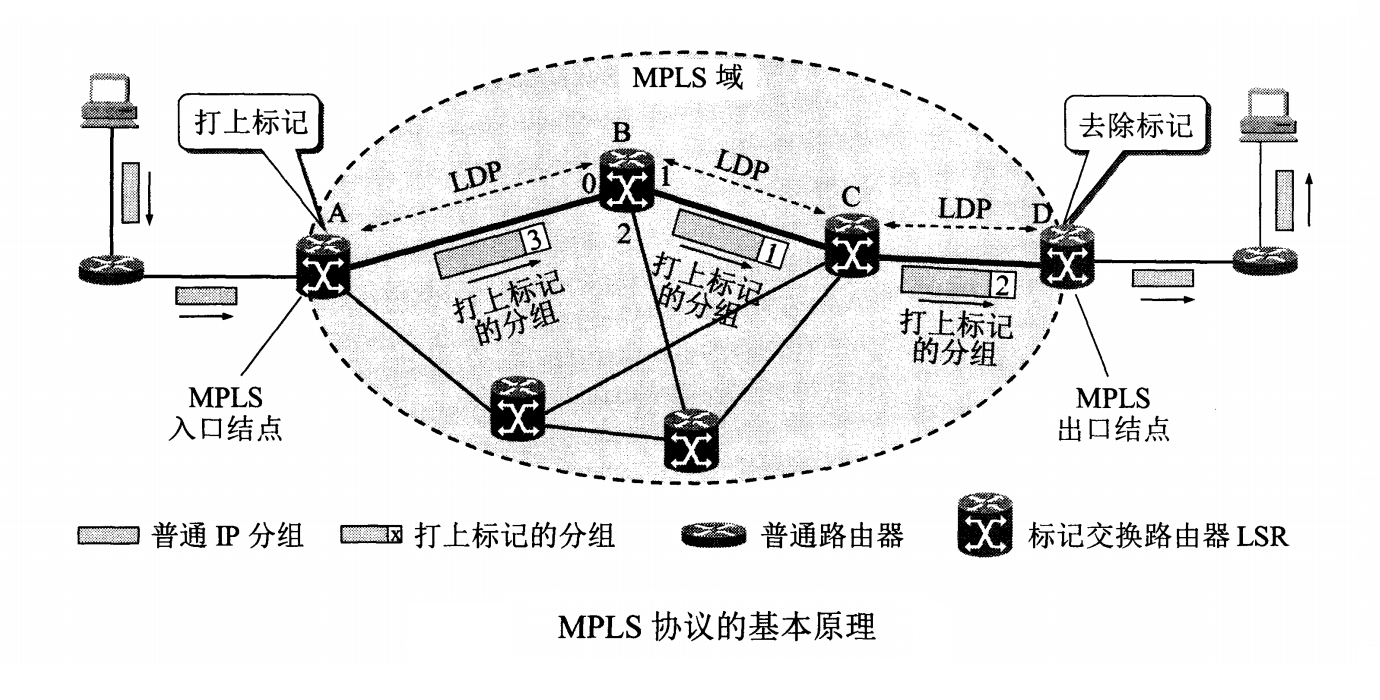 MPLS 域
打上标记
去除标记
B
LDP
LDP
0
1
C
LDP
D
A
2
3
1
2
打上标记
的分组
打上标记
的分组
打上标记
的分组
MPLS
入口结点
MPLS
出口结点
普通 IP 分组
x
打上标记的分组
普通路由器
标记交换路由器 LSR
MPLS 协议的基本原理